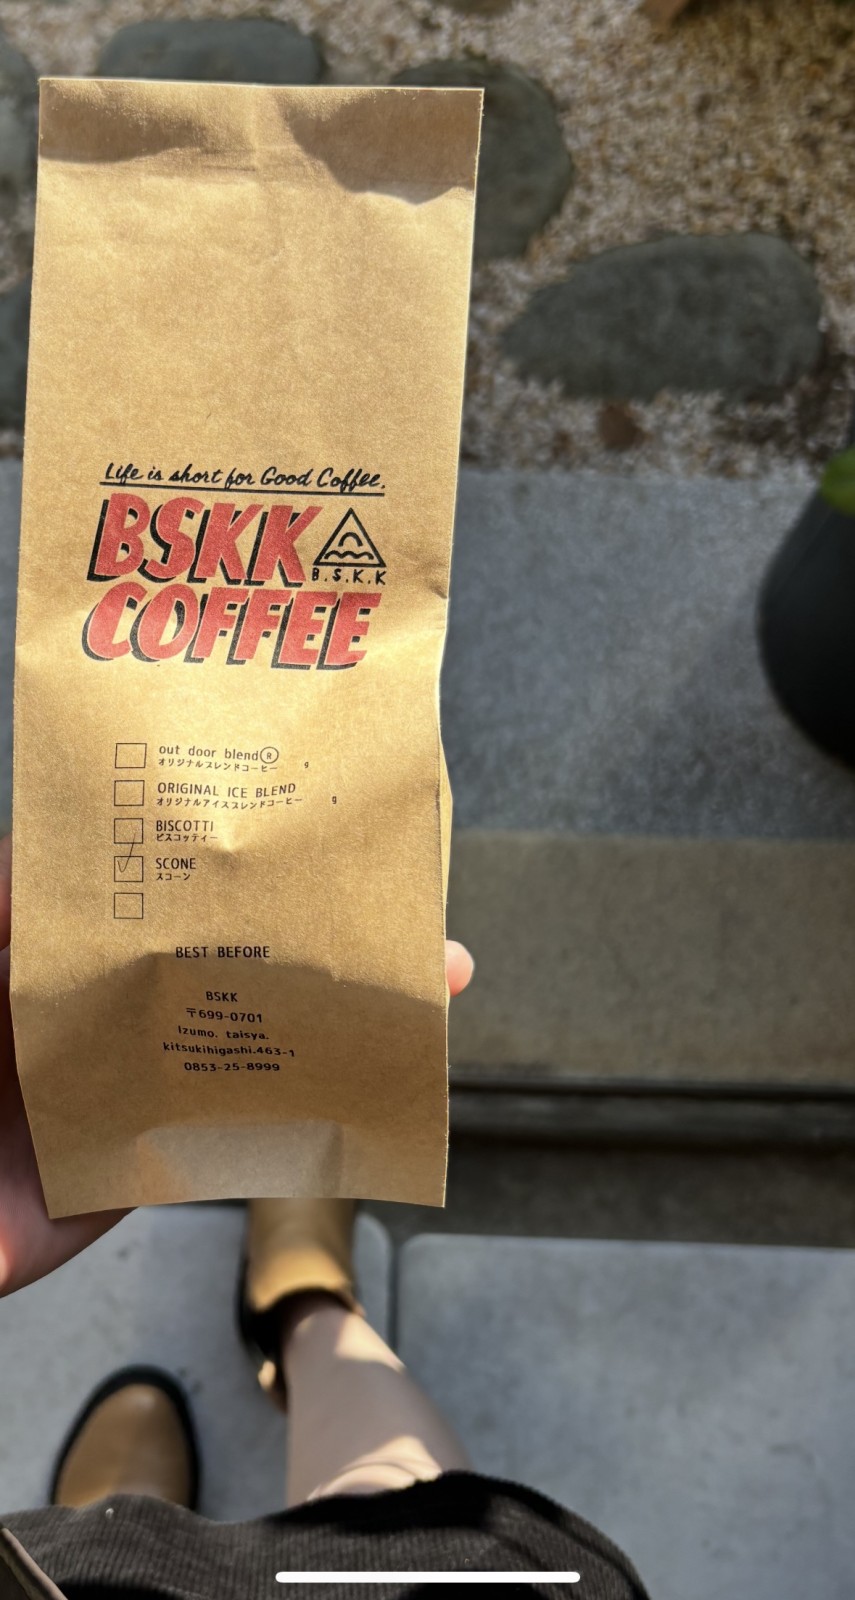 Life is short for Good Coffee.
BSKK
B.S.K.K
COFFEE
out door blend®
オリジナルブレンドコーヒー g
ORIGINAL ICE BLEND
オリジナルアイスブレンドコーヒー g
BISCOTTI
ビスコッティー
SCONE
スコーン
BEST BEFORE
BSKK
〒699-0701
Izumo. taisya.
kitsukihigashi.463-1
0853-25-8999